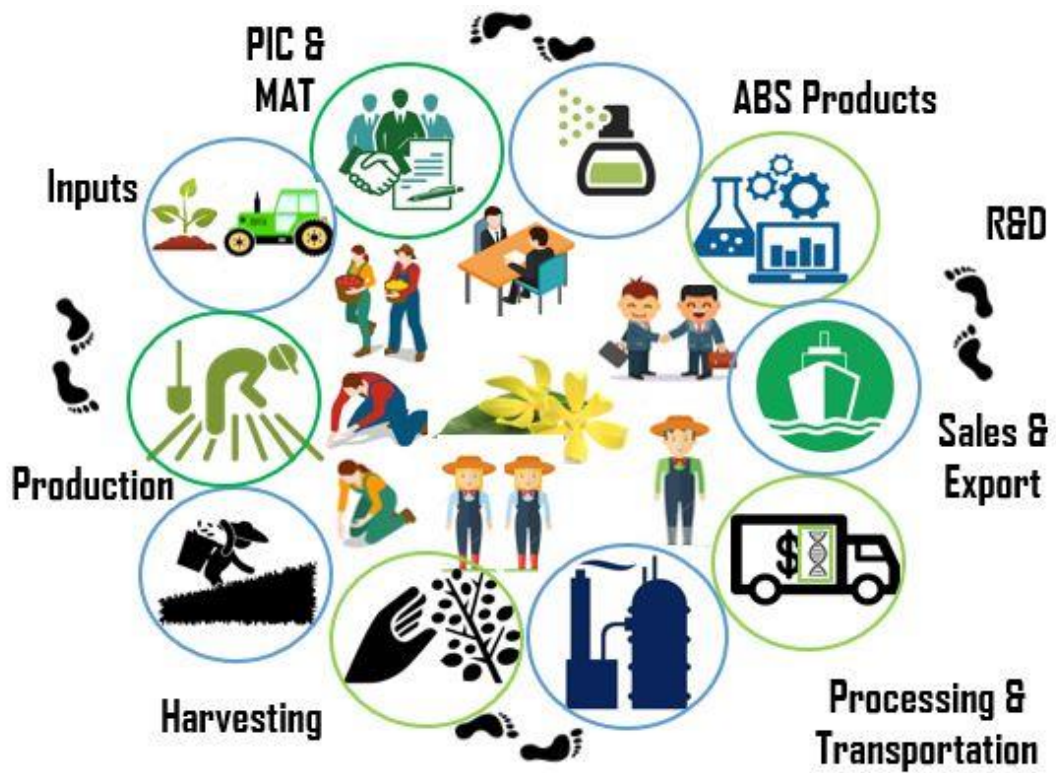 PIC &
MAT
ABS Products
Inputs
R&D
Sales &
Export
Production
Harvesting
Processing &
Transportation
$